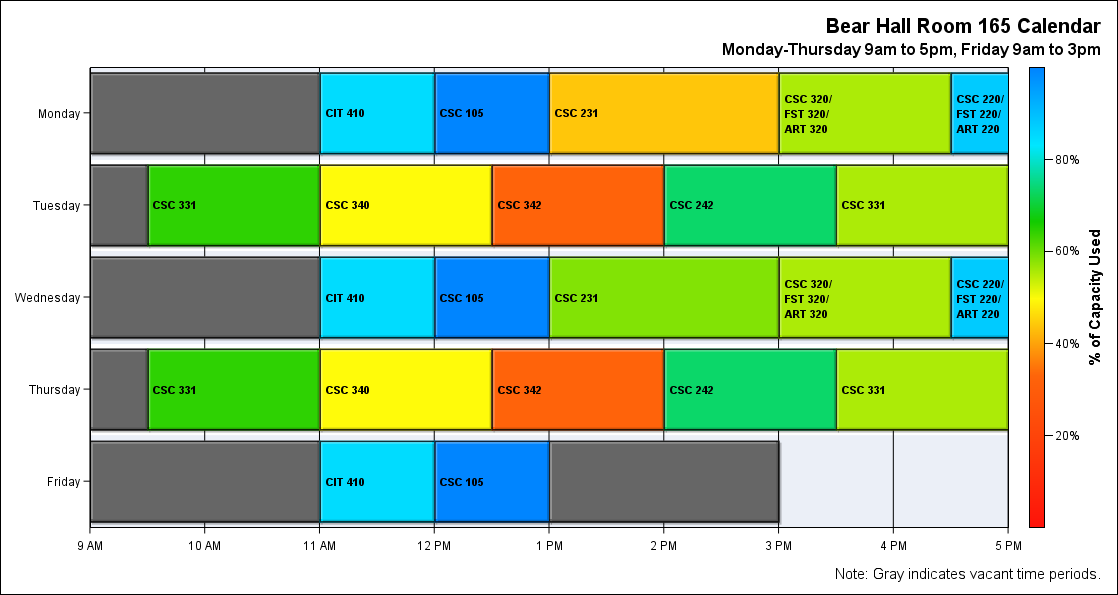 Bear Hall Room 165 Calendar
Monday-Thursday 9am to 5pm, Friday 9am to 3pm
Monday
CIT 410
CSC 105
CSC 231
CSC 320/
FST 320/
ART 320
CSC 220/
FST 220/
ART 220
Tuesday
CSC 331
CSC 340
CSC 342
CSC 242
CSC 331
Wednesday
CIT 410
CSC 105
CSC 231
CSC 320/
FST 320/
ART 320
CSC 220/
FST 220/
ART 220
Thursday
CSC 331
CSC 340
CSC 342
CSC 242
CSC 331
Friday
CIT 410
CSC 105
9 AM
10 AM
11 AM
12 PM
1 PM
2 PM
3 PM
4 PM
5 PM
80%
60%
40%
20%
% of Capacity Used
Note: Gray indicates vacant time periods.